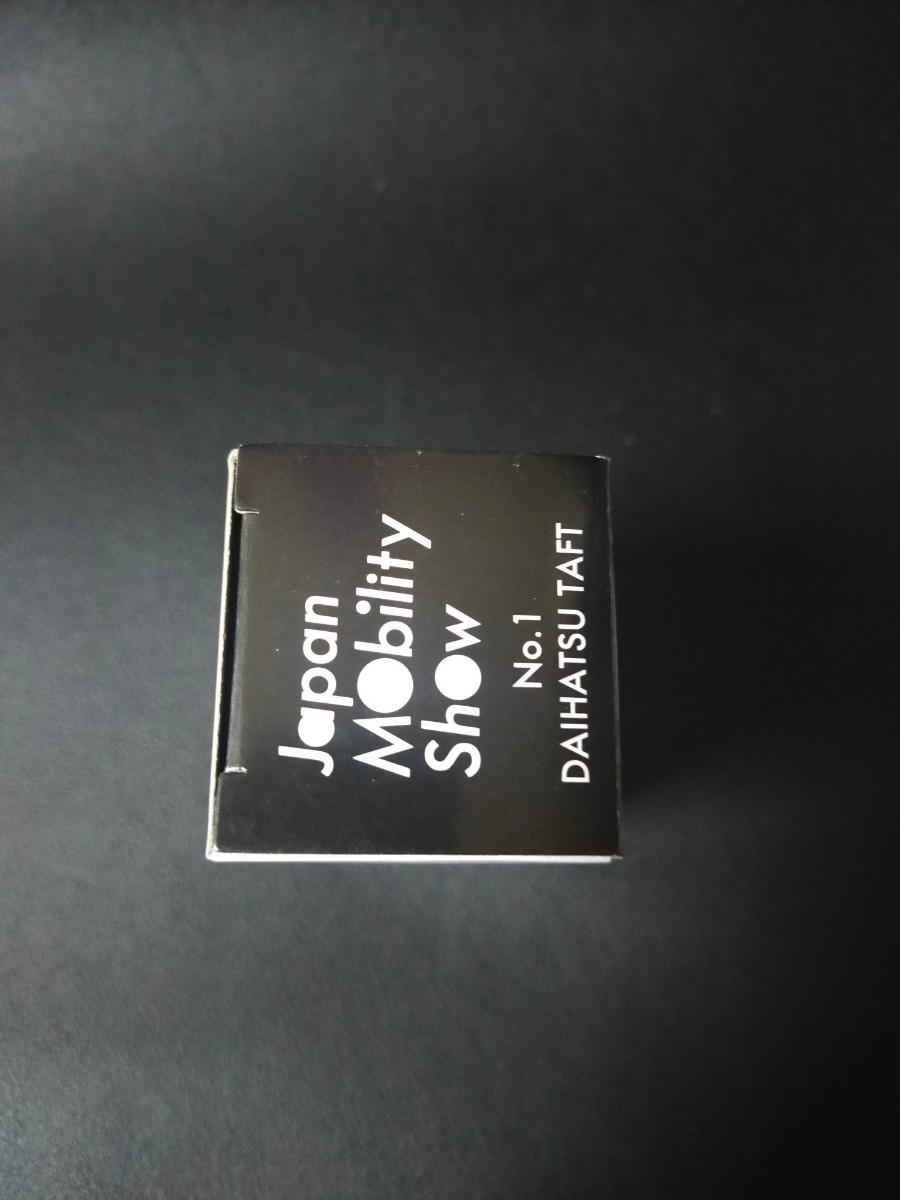 Japan
Mobility
Show
No.1
DAIHATSU TAFT